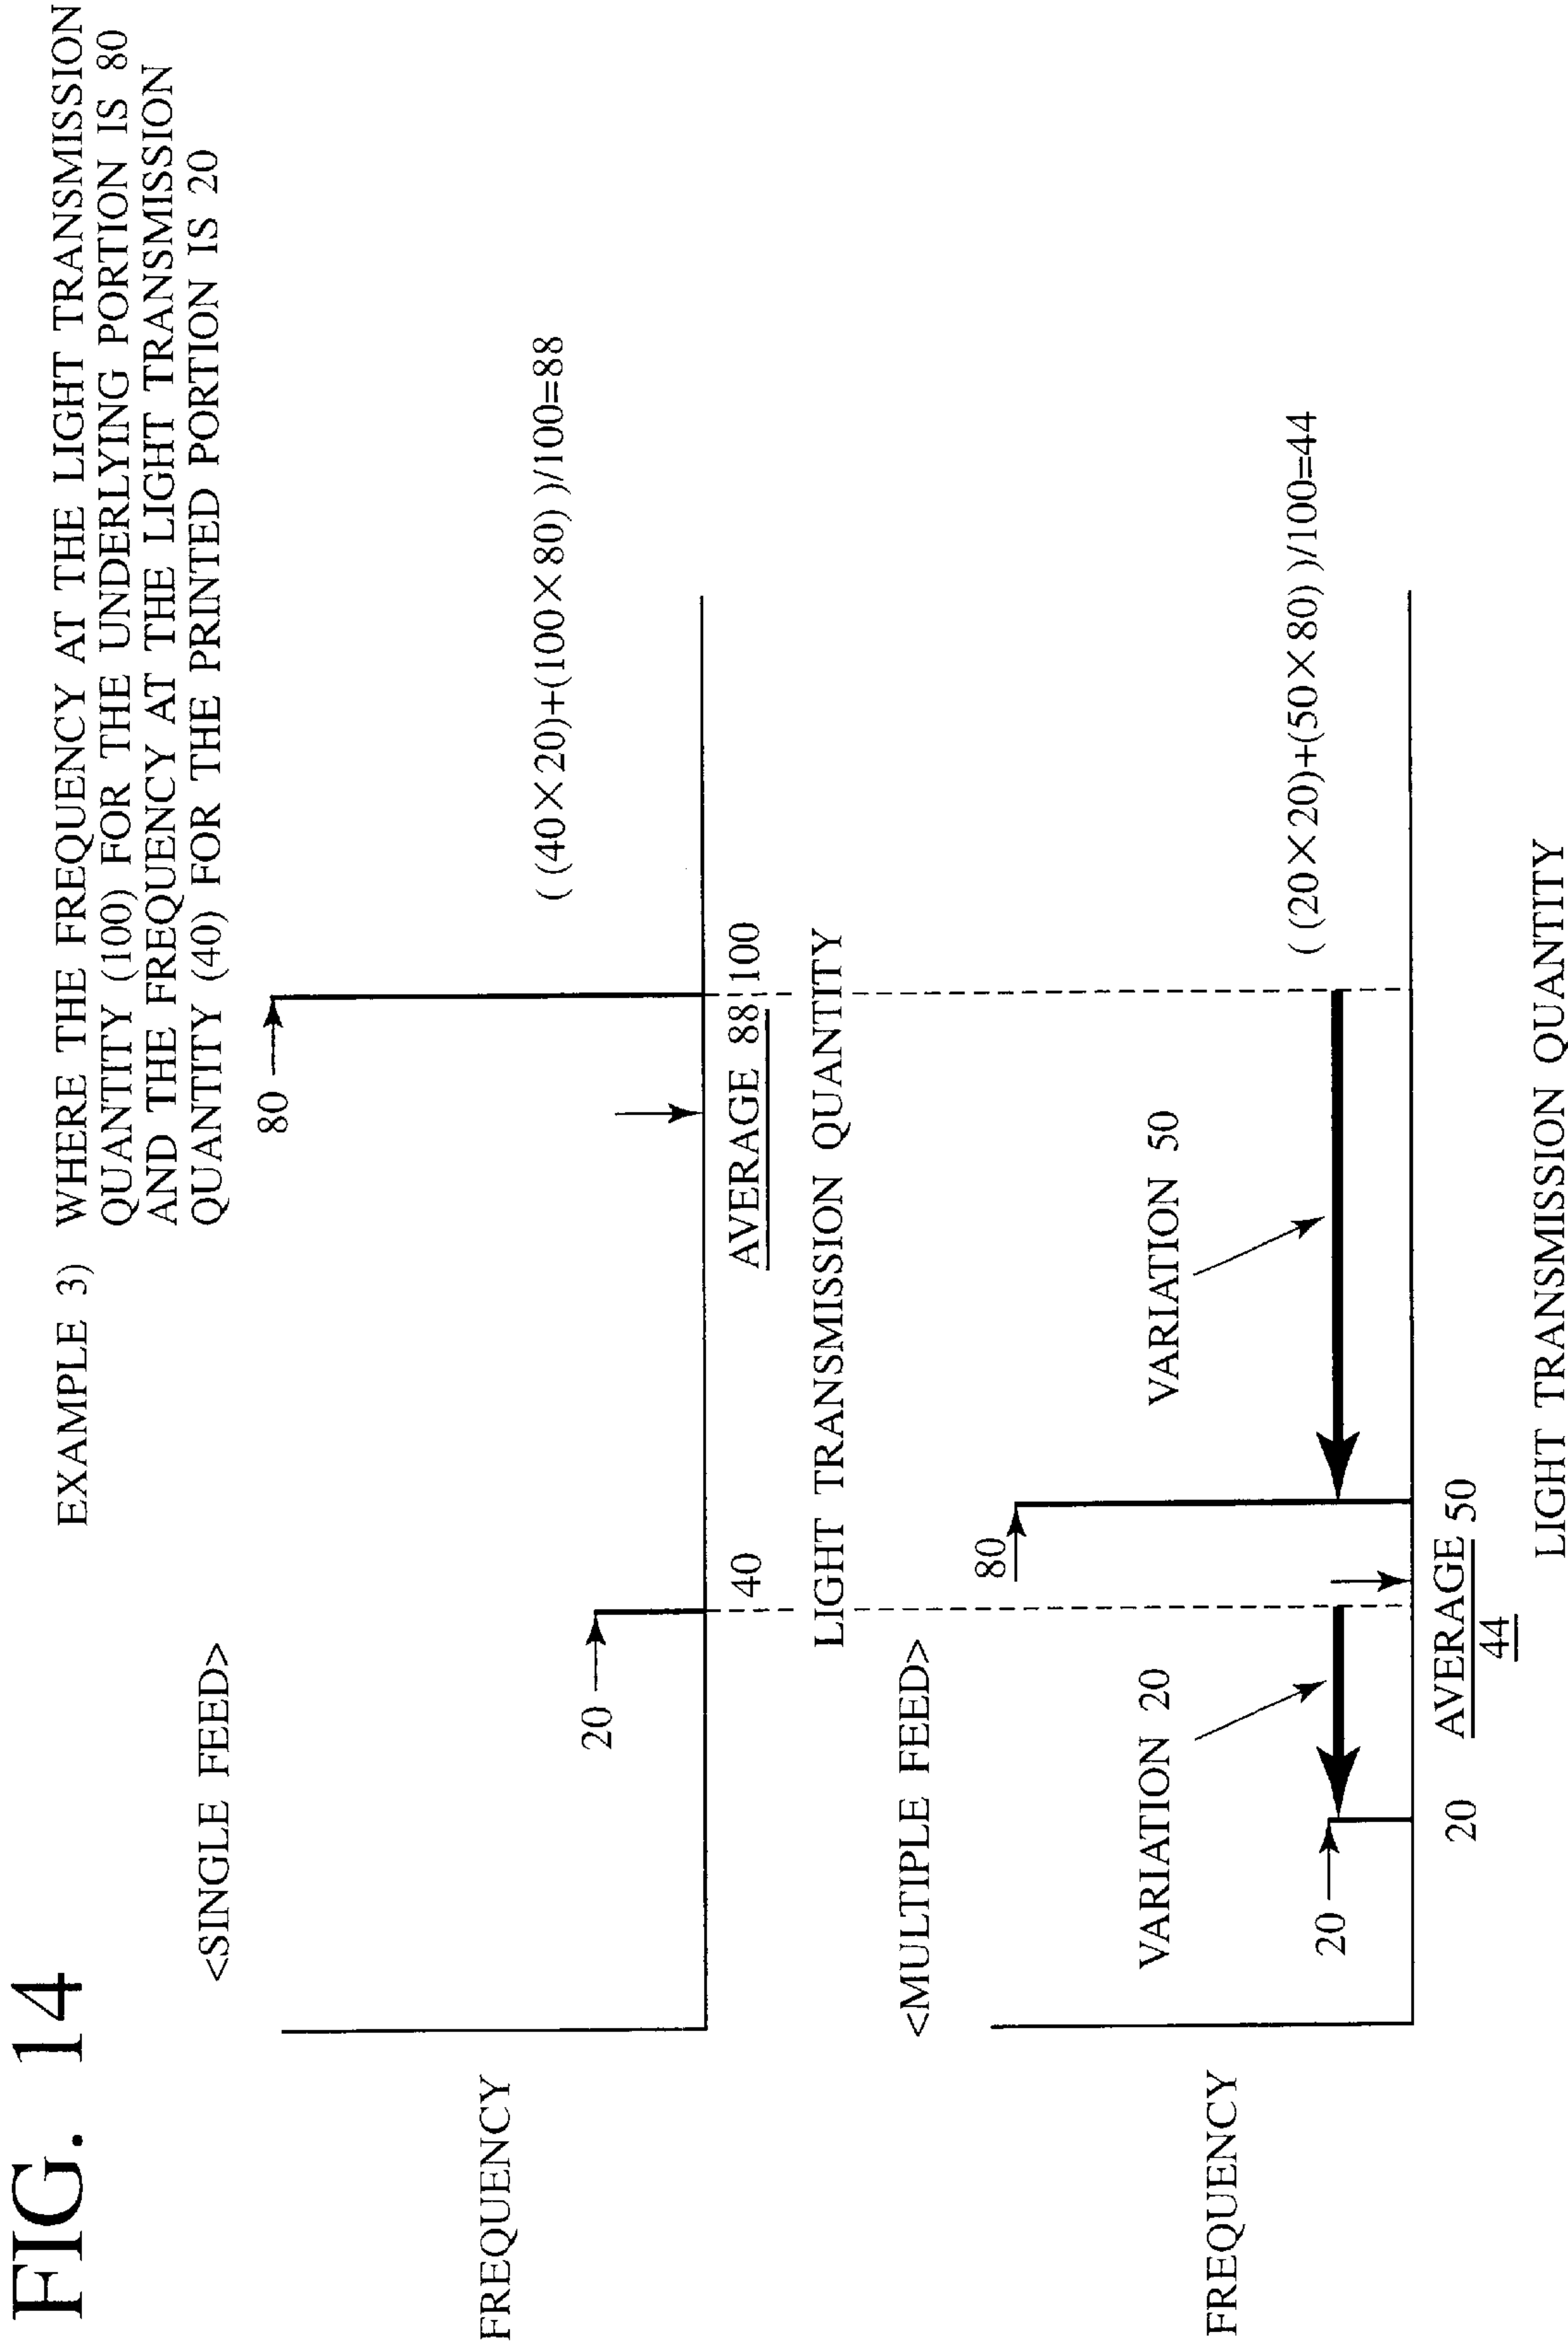 FIG. 14
EXAMPLE 3) WHERE THE FREQUENCY AT THE LIGHT TRANSMISSION
QUANTITY (100) FOR THE UNDERLYING PORTION IS 80
AND THE FREQUENCY AT THE LIGHT TRANSMISSION
QUANTITY (40) FOR THE PRINTED PORTION IS 20
<SINGLE FEED>
80
20
((40×20)+(100×80))/100=88
FREQUENCY
40
AVERAGE 88
100
LIGHT TRANSMISSION QUANTITY
<MULTIPLE FEED>
80
VARIATION 20
VARIATION 50
20
((20×20)+(50×80))/100=44
FREQUENCY
20
AVERAGE
44
50
LIGHT TRANSMISSION QUANTITY